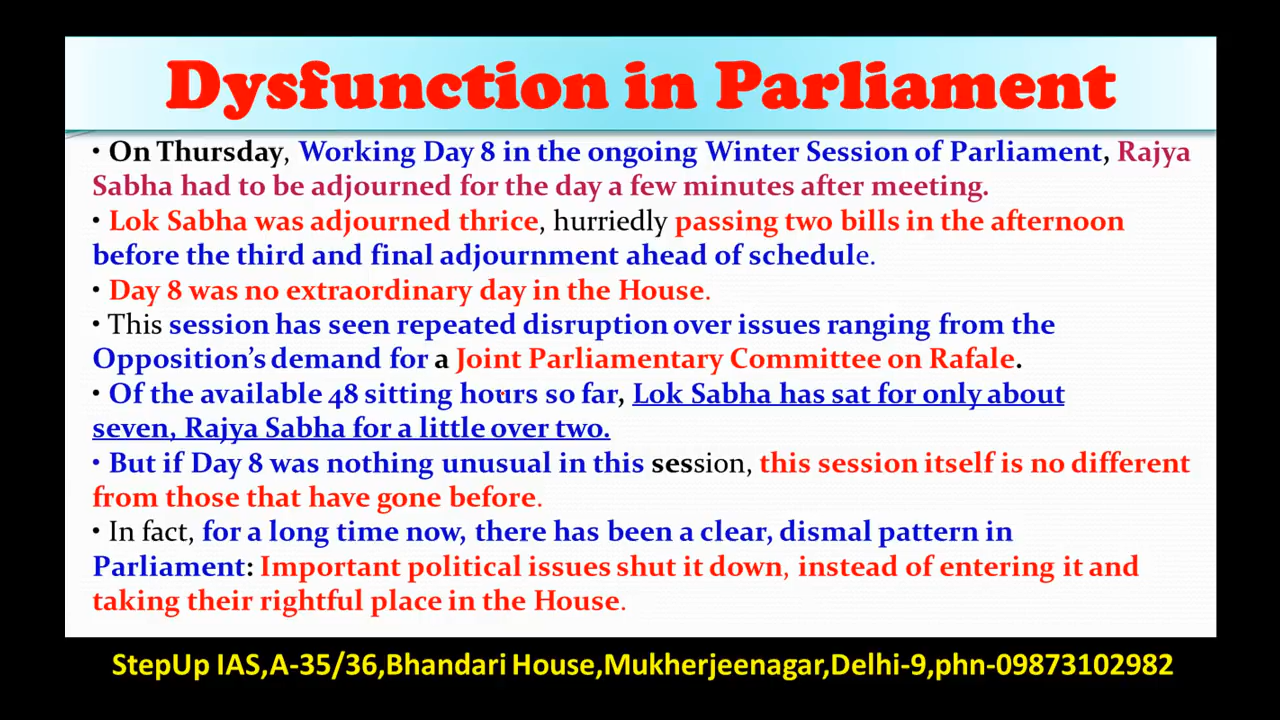 Dysfunction in Parliament
• On Thursday, Working Day 8 in the ongoing Winter Session of Parliament, Rajya
Sabha had to be adjourned for the day a few minutes after meeting.
• Lok Sabha was adjourned thrice, hurriedly passing two bills in the afternoon
before the third and final adjournment ahead of schedule.
• Day 8 was no extraordinary day in the House.
• This session has seen repeated disruption over issues ranging from the
Opposition's demand for a Joint Parliamentary Committee on Rafale.
• Of the available 48 sitting hours so far, Lok Sabha has sat for only about
seven, Rajya Sabha for a little over two.
• But if Day 8 was nothing unusual in this session, this session itself is no different
from those that have gone before.
• In fact, for a long time now, there has been a clear, dismal pattern in
Parliament: Important political issues shut it down, instead of entering it and
taking their rightful place in the House.
StepUp IAS,A-35/36,Bhandari House,Mukherjeenagar,Delhi-9,phn-09873102982